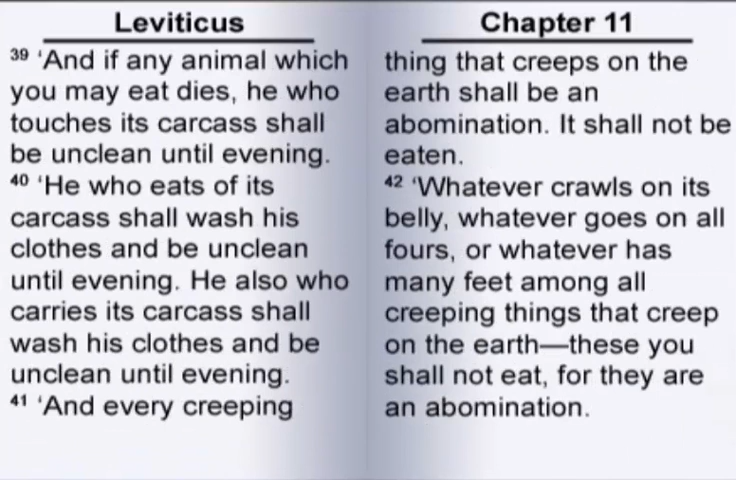 Leviticus
³⁹ ‘And if any animal which
you may eat dies, he who
touches its carcass shall
be unclean until evening.
⁴⁰ ‘He who eats of its
carcass shall wash his
clothes and be unclean
until evening. He also who
carries its carcass shall
wash his clothes and be
unclean until evening.
⁴¹ ‘And every creeping
Chapter 11
thing that creeps on the
earth shall be an
abomination. It shall not be
eaten.
⁴² ‘Whatever crawls on its
belly, whatever goes on all
fours, or whatever has
many feet among all
creeping things that creep
on the earth—these you
shall not eat, for they are
an abomination.